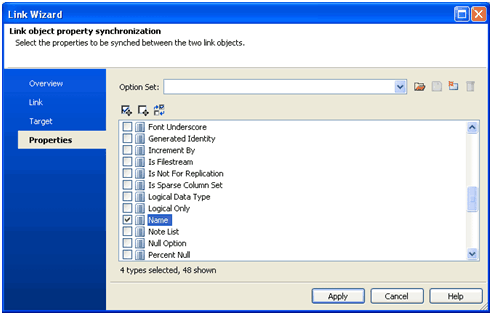 Link Wizard
Link object property synchronization
Select the properties to be synched between the two link objects.
Overview
Link
Target
Properties
Option Set:
Font Underscore
Generated Identity
Increment By
Is Filestream
Is Not For Replication
Is Sparse Column Set
Logical Data Type
Logical Only
Name
Note List
Null Option
Percent Null
4 types selected, 48 shown
Apply
Cancel
Help